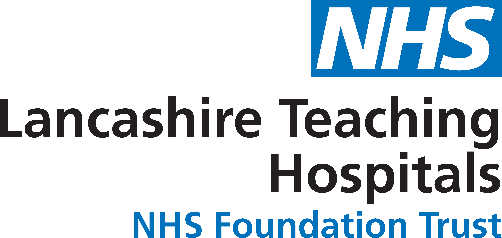 NHS
Lancashire Teaching
Hospitals
NHS Foundation Trust